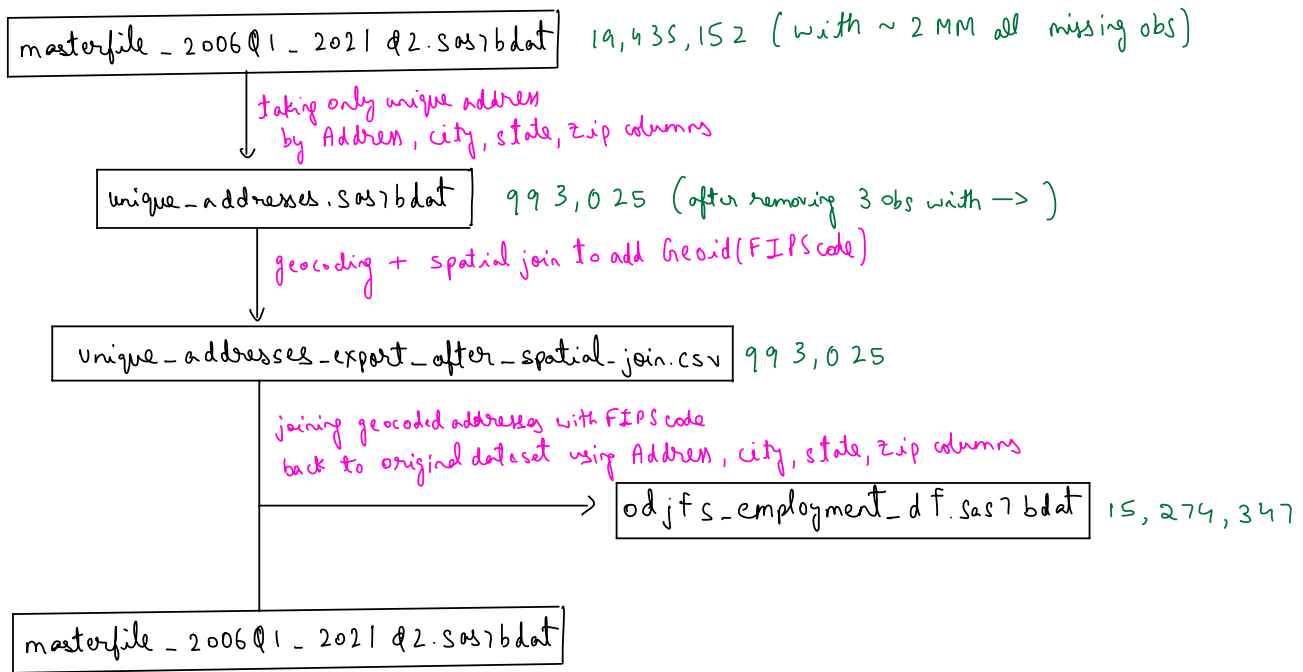 masterfile_2006Q1_2021Q2.sas7bdat 19,435,152 (with ~ 2 MM all missing obs)
taking only unique address
by Address, city, state, zip columns
unique_addresses.sas7bdat 993,025 (after removing 3 obs with → )
geocoding + spatial join to add Geoid (FIPS code)
unique_addresses_export_after_spatial_join.csv 993,025
joining geocoded addresses with FIPS code
back to original dataset using Address, city, state, zip columns
odjfs_employment_df.sas7bdat 15,274,347
masterfile_2006Q1_2021Q2.sas7bdat